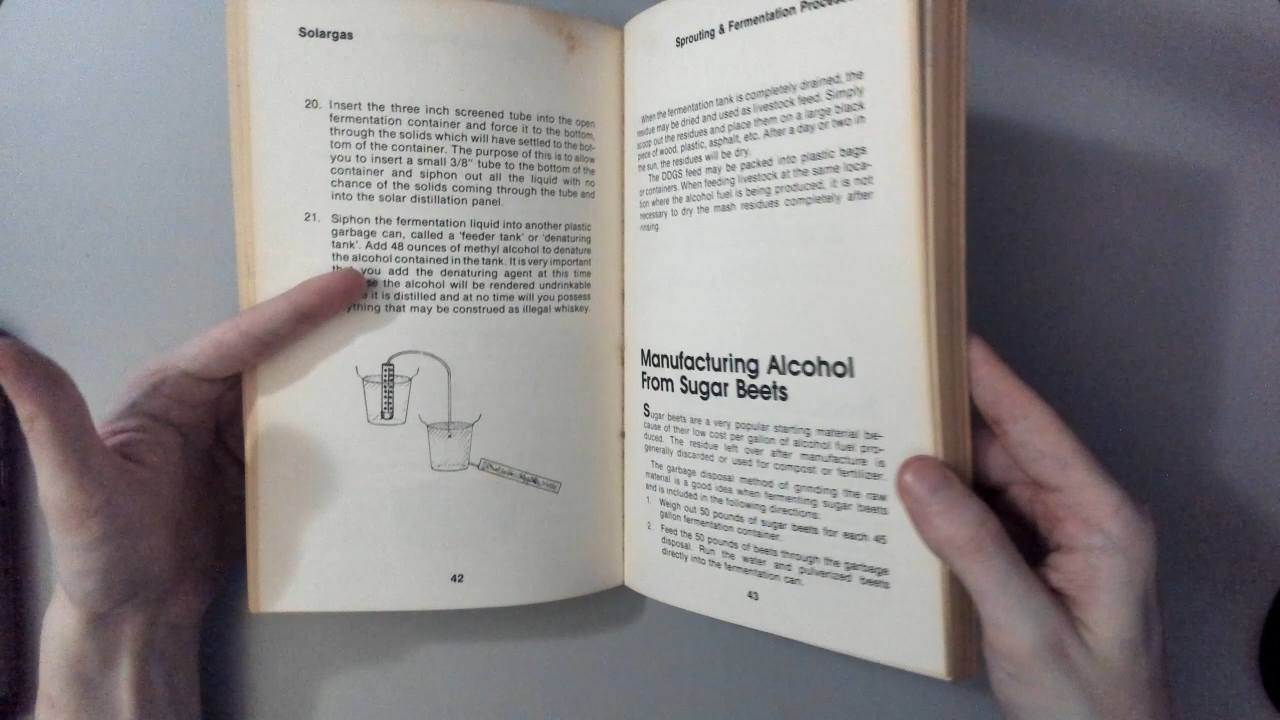 Solargas
20. Insert the three inch screened tube into the open
fermentation container and force it to the bottom,
through the solids which will have settled to the bot-
tom of the container. The purpose of this is to allow
you to insert a small 3/8" tube to the bottom of the
container and siphon out all the liquid with no
chance of the solids coming through the tube and
into the solar distillation panel.
21. Siphon the fermentation liquid into another plastic
garbage can, called a 'feeder tank' or 'denaturing
tank'. Add 48 ounces of methyl alcohol to denature
the alcohol contained in the tank. It is very important
you add the denaturing agent at this time
the alcohol will be rendered undrinkable
it is distilled and at no time will you possess
that may be construed as illegal whiskey.
42
Sprouting & Fermentation
When the fermentation tank is completely drained, the
residue may be dried and used as livestock feed. Simply
scoop out the residues and place them on a large black
piece of wood, plastic, asphalt, etc. After a day or two in
the sun, the residues will be dry.
The DDGS feed may be packed into plastic bags
or containers. When feeding livestock at the same loca-
tion where the alcohol fuel is being produced, it is not
necessary to dry the mash residues completely after
rinsing.
Manufacturing Alcohol
From Sugar Beets
Sugar beets are a very popular starting material be-
cause of their low cost per gallon of alcohol fuel pro-
duced. The residue left over after manufacture is
generally discarded or used for compost or fertilizer.
The garbage disposal method of grinding the raw
material is a good idea when fermenting sugar beets
and is included in the following directions:
1. Weigh out 50 pounds of sugar beets for each 45
gallon fermentation container.
2. Feed the 50 pounds of beets through the garbage
disposal. Run the water and pulverized beets
directly into the fermentation can.
43